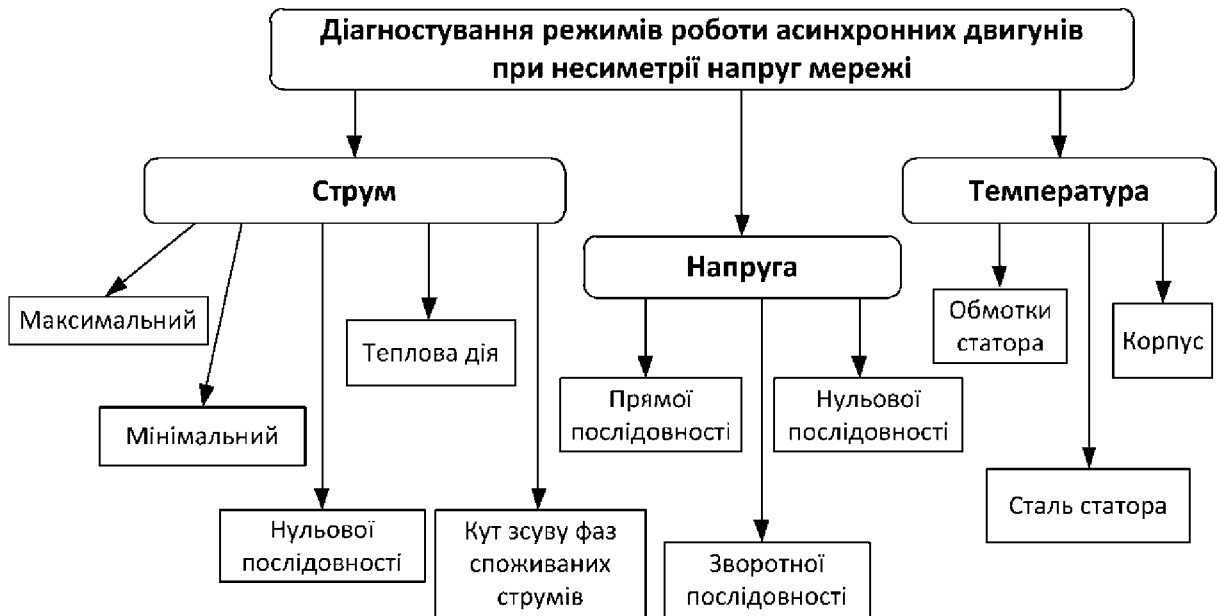 Діагностування режимів роботи асинхронних двигунів
при несиметрії напруг мережі
Струм
Температура
Напруга
Максимальний
Теплова дія
Обмотки
статора
Корпус
Мінімальний
Прямої
послідовності
Нульової
послідовності
Сталь статора
Нульової
послідовності
Кут зсуву фаз
споживаних
струмів
Зворотної
послідовності